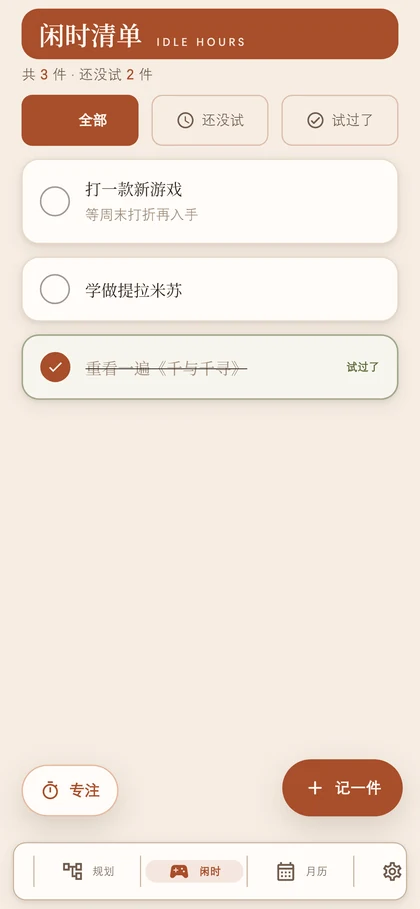 闲时清单 IDLE HOURS
共 3 件 · 还没试 2 件
全部 还没试 试过了
打一款新游戏
等周末打折再入手
学做提拉米苏
重看一遍《千与千寻》 试过了
专注 记一件
规划 闲时 月历